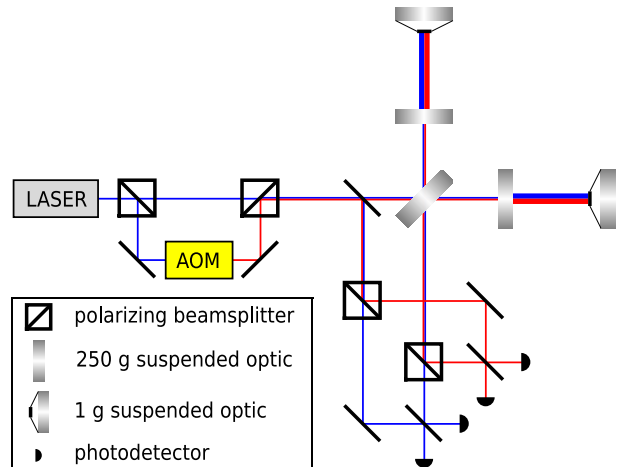 LASER
AOM
polarizing beamsplitter
250 g suspended optic
1 g suspended optic
photodetector